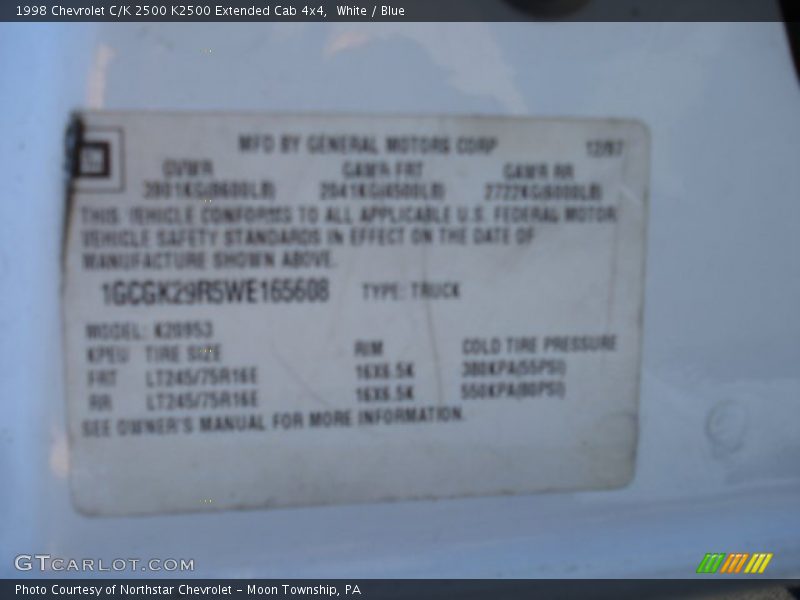 1998 Chevrolet C/K 2500 K2500 Extended Cab 4x4, White / Blue
MFD BY GENERAL MOTORS CORP 12/97
GVWR GAWR FRT GAWR RR
3901KG(8600LB) 2041KG(4500LB) 2722KG(6000LB)
THIS VEHICLE CONFORMS TO ALL APPLICABLE U.S. FEDERAL MOTOR
VEHICLE SAFETY STANDARDS IN EFFECT ON THE DATE OF
MANUFACTURE SHOWN ABOVE.
1GCGK29R5WE165608 TYPE: TRUCK
MODEL: K20953
TIRE SIZE RIM COLD TIRE PRESSURE
FRT LT245/75R16E 16X6.5K 380KPA(55PSI)
RR LT245/75R16E 16X6.5K 550KPA(80PSI)
SEE OWNER'S MANUAL FOR MORE INFORMATION.
GTCARLOT.COM
Photo Courtesy of Northstar Chevrolet - Moon Township, PA